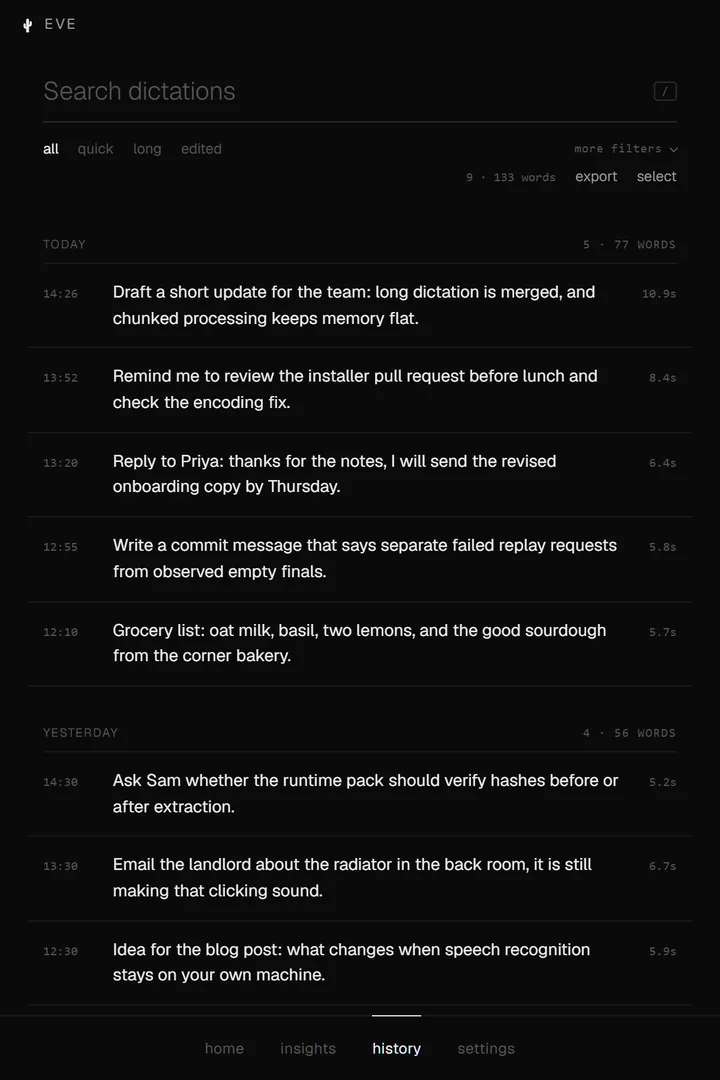 EVE
Search dictations /
all quick long edited more filters
9 · 133 words export select
TODAY 5 · 77 WORDS
14:26 Draft a short update for the team: long dictation is merged, and 10.9s
chunked processing keeps memory flat.
13:52 Remind me to review the installer pull request before lunch and 8.4s
check the encoding fix.
13:20 Reply to Priya: thanks for the notes, I will send the revised 6.4s
onboarding copy by Thursday.
12:55 Write a commit message that says separate failed replay requests 5.8s
from observed empty finals.
12:10 Grocery list: oat milk, basil, two lemons, and the good sourdough 5.7s
from the corner bakery.
YESTERDAY 4 · 56 WORDS
14:30 Ask Sam whether the runtime pack should verify hashes before or 5.2s
after extraction.
13:30 Email the landlord about the radiator in the back room, it is still 6.7s
making that clicking sound.
12:30 Idea for the blog post: what changes when speech recognition 5.9s
stays on your own machine.
home insights history settings